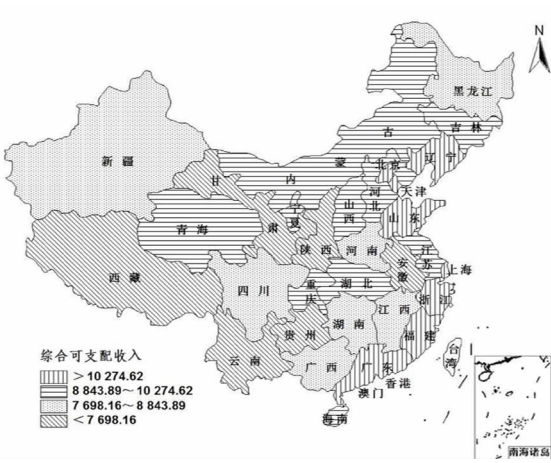 N
黑龙江
吉林
辽宁
内蒙古
新疆
甘肃
北京
天津
河北
山西
宁夏
青海
山东
陕西
河南
江苏
安徽
上海
西藏
四川
重庆
湖北
浙江
江西
湖南
贵州
福建
云南
广西
广东
台湾
香港
澳门
海南
南海诸岛
综合可支配收入
＞10 274.62
8 843.89～10 274.62
7 698.16～8 843.89
＜7 698.16